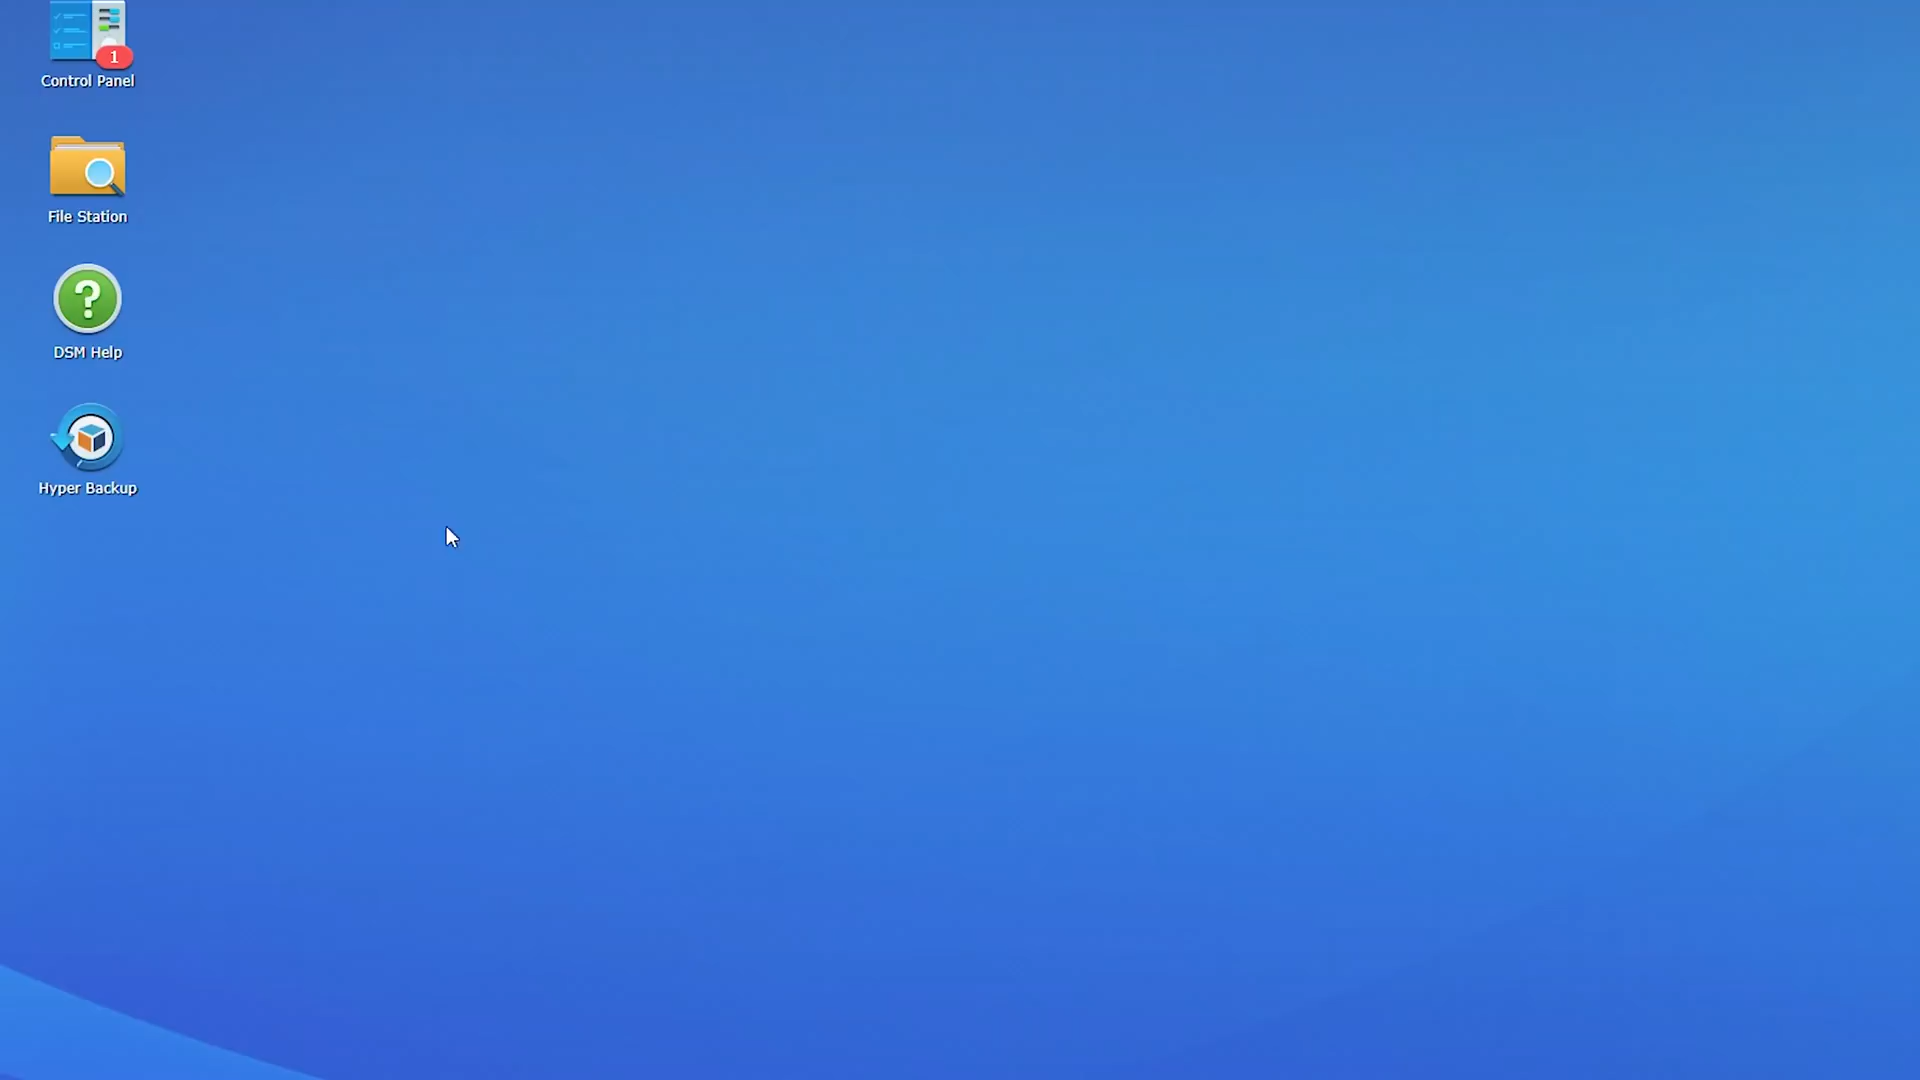 1
Control Panel
File Station
?
DSM Help
Hyper Backup